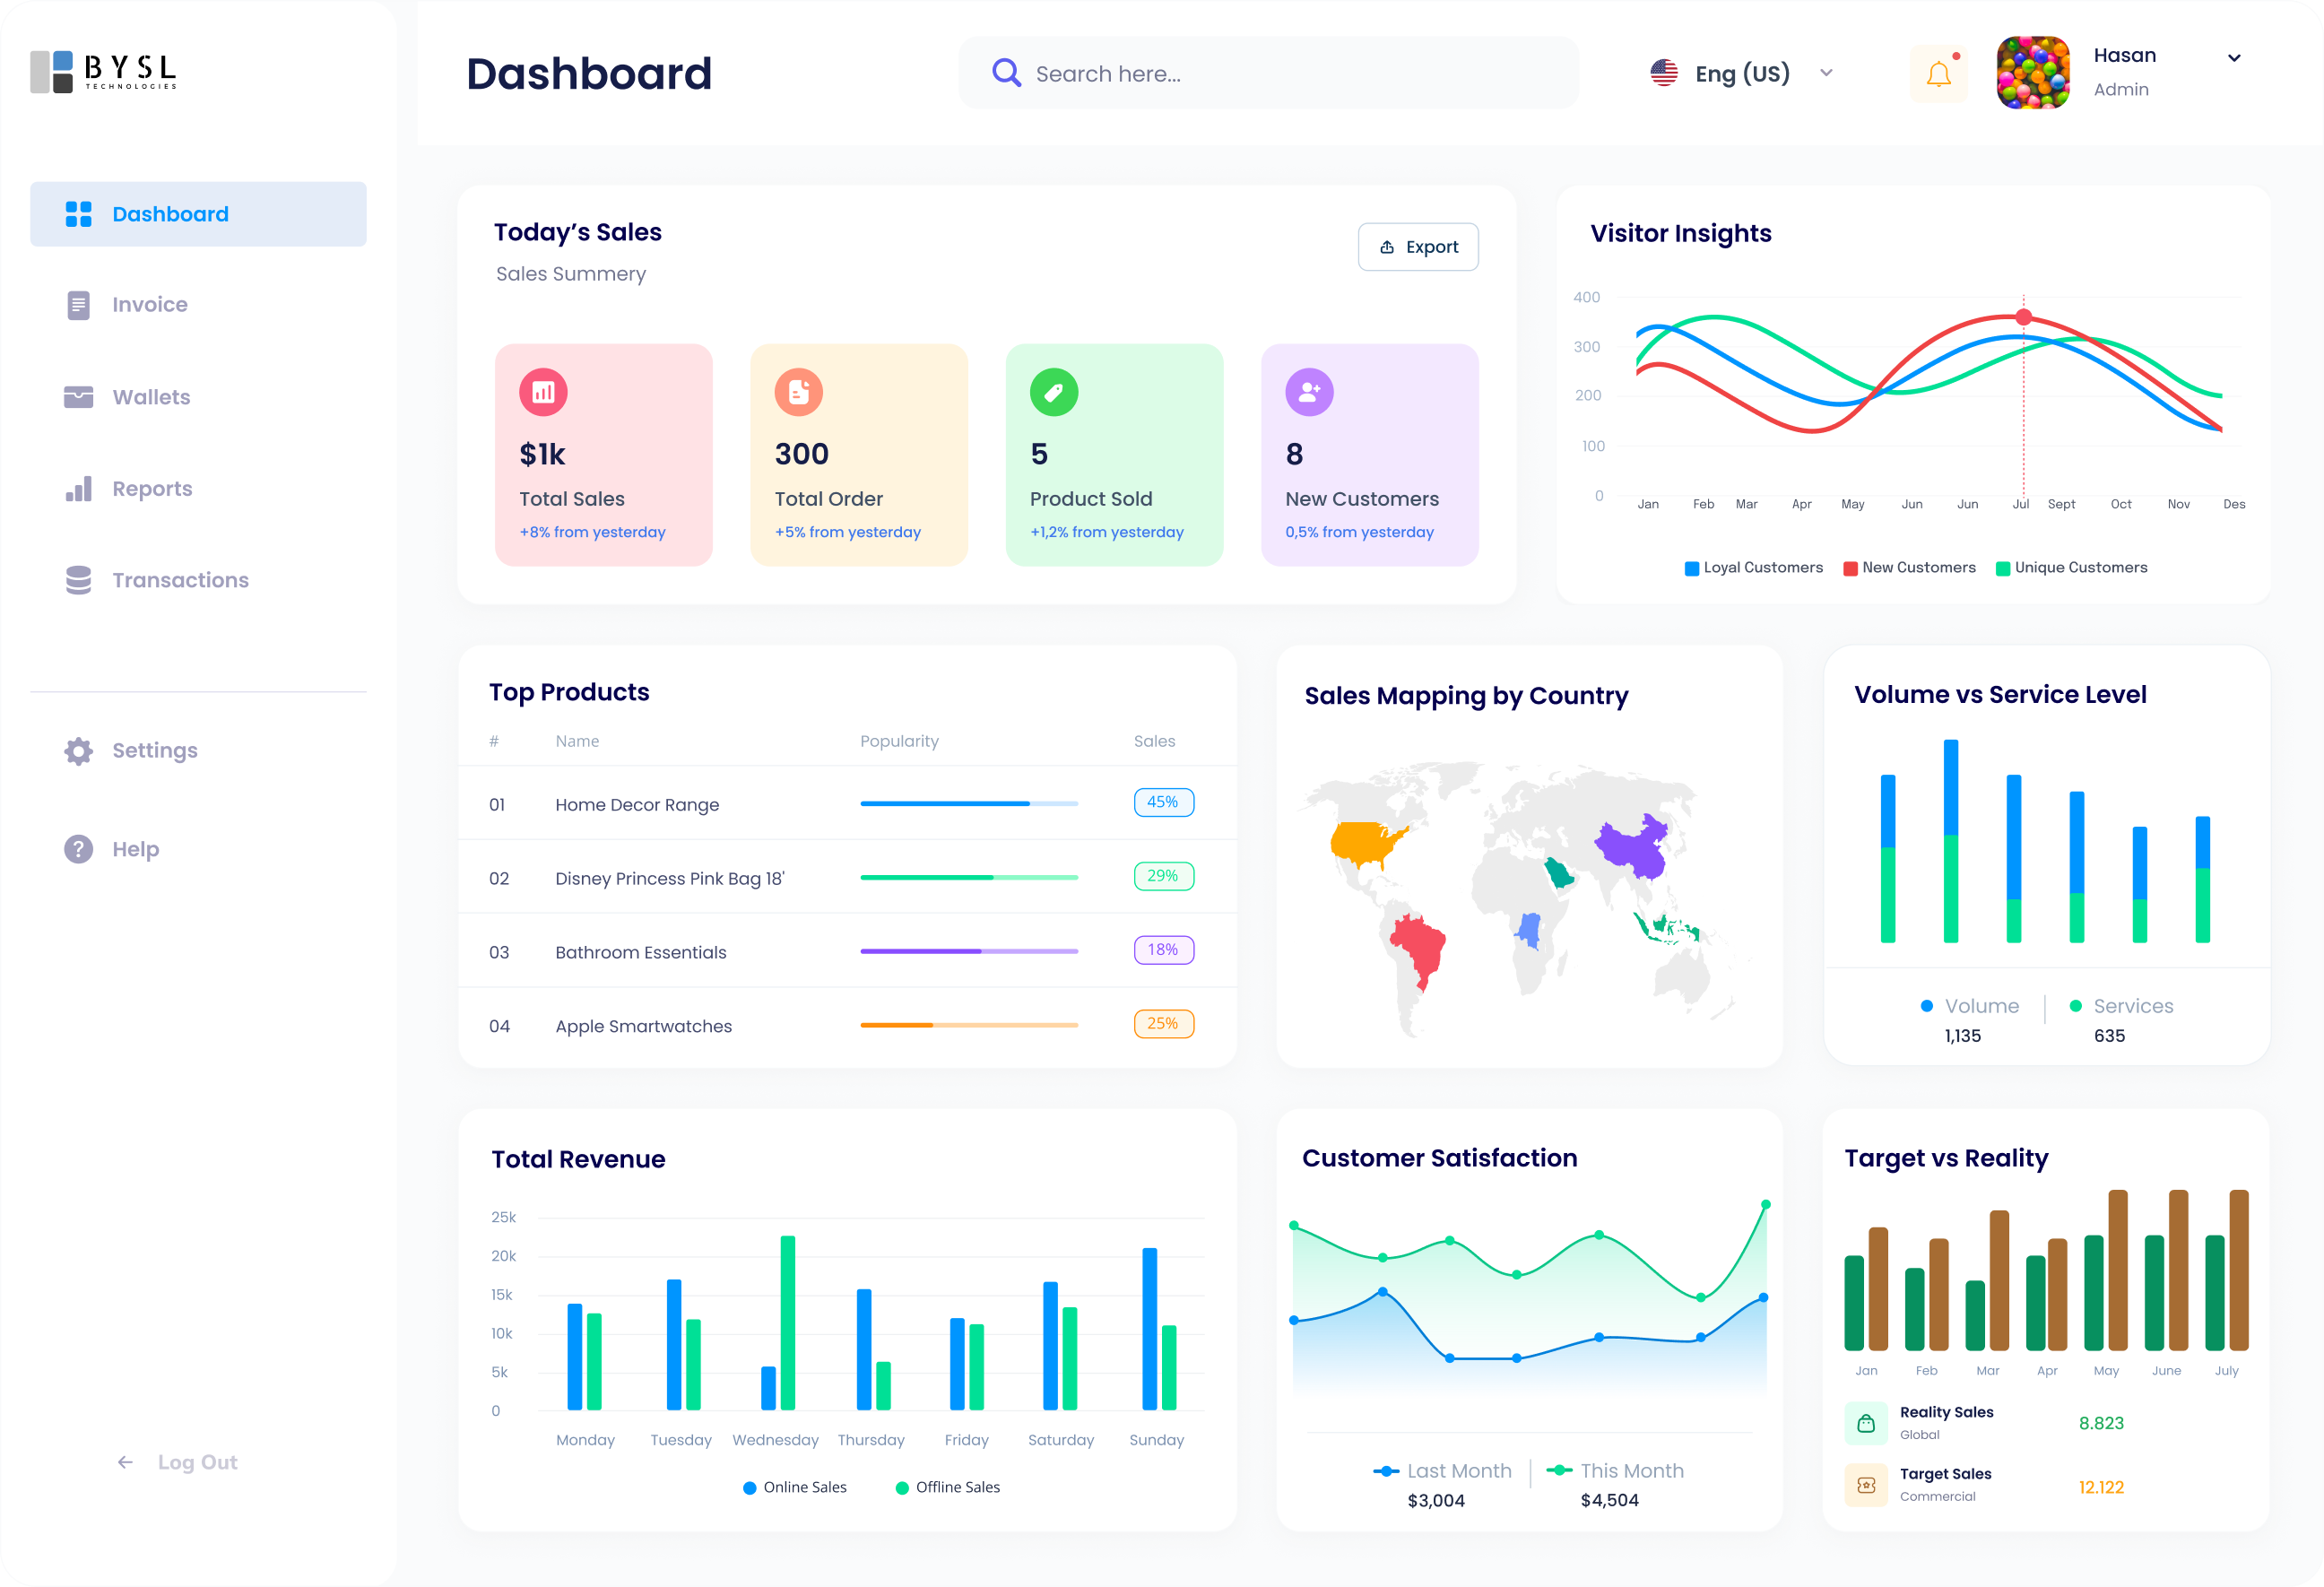 BYSL
TECHNOLOGIES
Dashboard
Search here...
Eng (US)
Hasan
Admin
Dashboard
Invoice
Wallets
Reports
Transactions
Settings
Help
Log Out
Today’s Sales
Sales Summery
Export
$1k
Total Sales
+8% from yesterday
300
Total Order
+5% from yesterday
5
Product Sold
+1,2% from yesterday
8
New Customers
0,5% from yesterday
Visitor Insights
400
300
200
100
0
Jan Feb Mar Apr May Jun Jun Jul Sept Oct Nov Des
Loyal Customers New Customers Unique Customers
Top Products
# Name Popularity Sales
01 Home Decor Range 45%
02 Disney Princess Pink Bag 18' 29%
03 Bathroom Essentials 18%
04 Apple Smartwatches 25%
Sales Mapping by Country
Volume vs Service Level
Volume Services
1,135 635
Total Revenue
25k
20k
15k
10k
5k
0
Monday Tuesday Wednesday Thursday Friday Saturday Sunday
Online Sales Offline Sales
Customer Satisfaction
Last Month This Month
$3,004 $4,504
Target vs Reality
Jan Feb Mar Apr May June July
Reality Sales
Global
8.823
Target Sales
Commercial
12.122